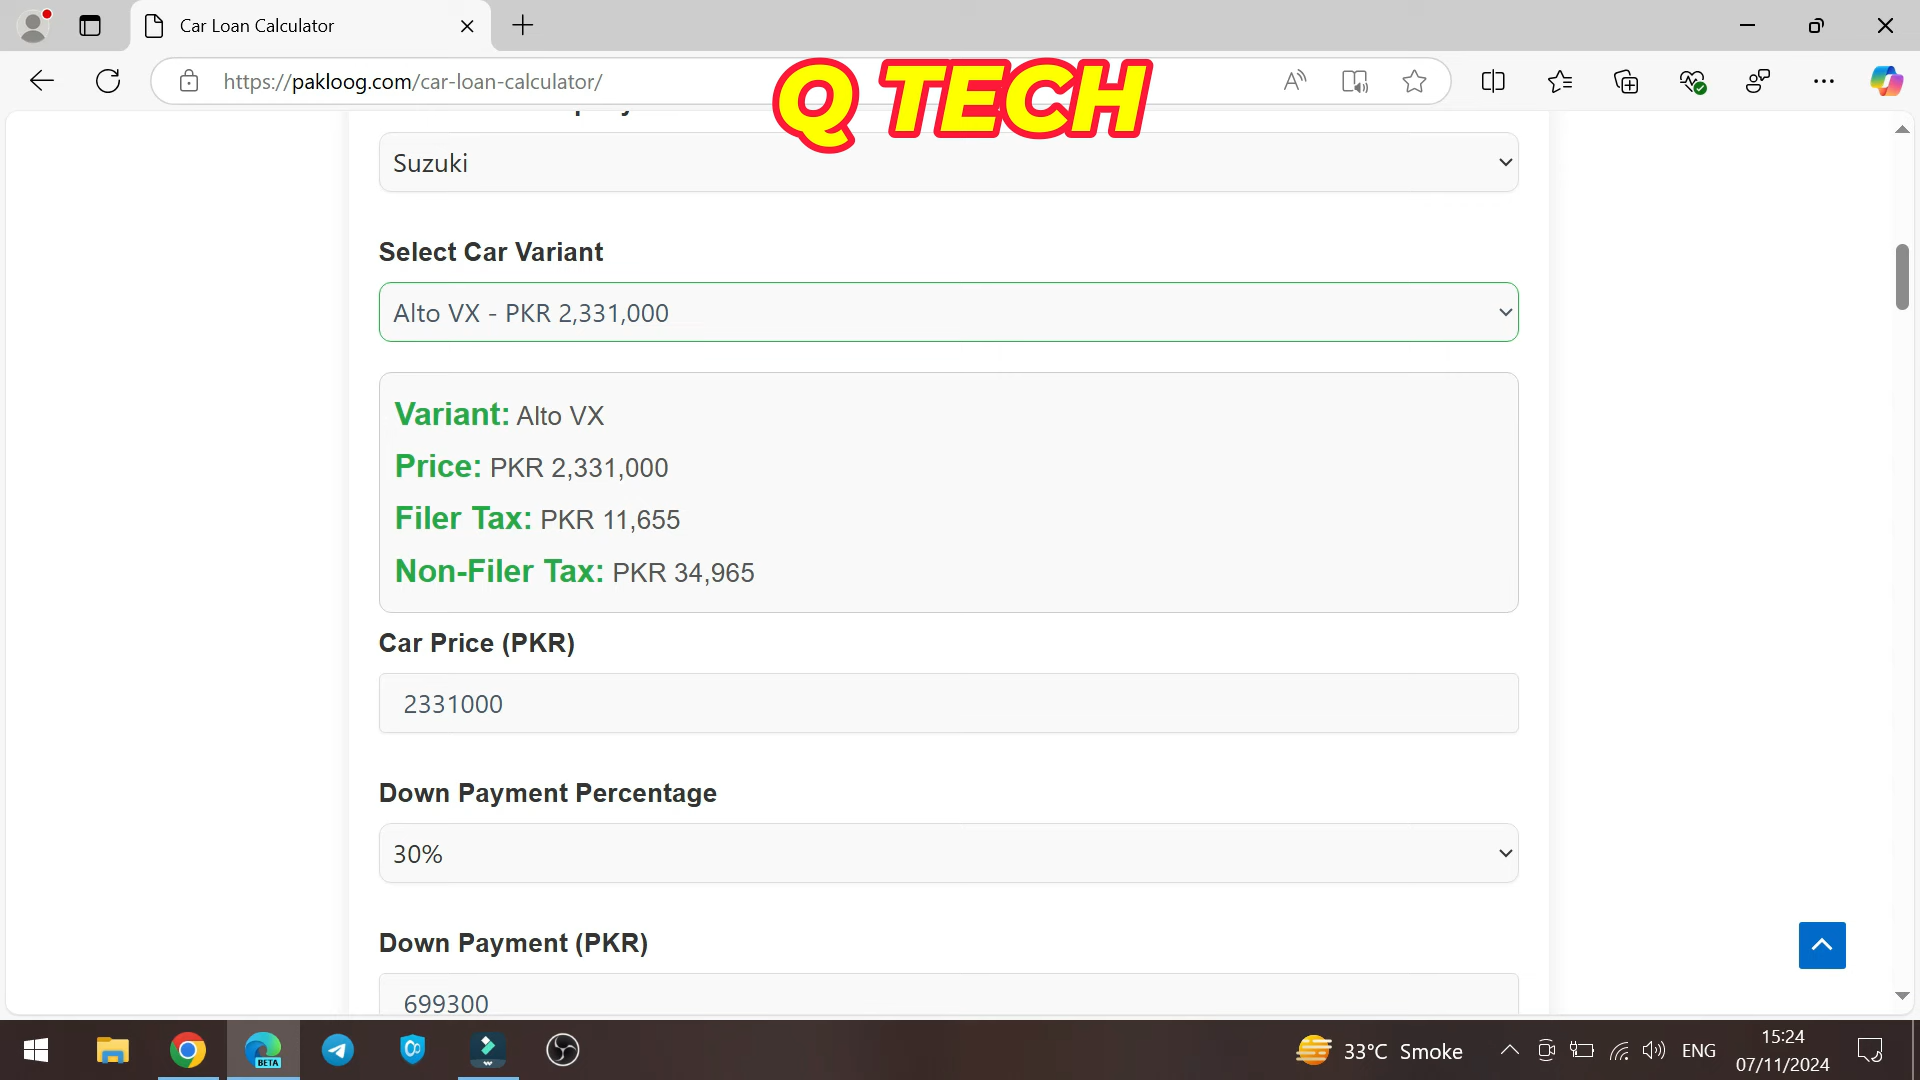 Car Loan Calculator
https://pakloog.com/car-loan-calculator/
Q TECH
Suzuki
Select Car Variant
Alto VX - PKR 2,331,000
Variant: Alto VX
Price: PKR 2,331,000
Filer Tax: PKR 11,655
Non-Filer Tax: PKR 34,965
Car Price (PKR)
2331000
Down Payment Percentage
30%
Down Payment (PKR)
699300
BETA
33°C Smoke
ENG
15:24
07/11/2024